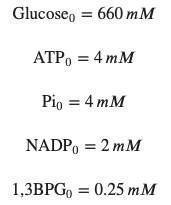 Glucose₀ = 660 mM
ATP₀ = 4 mM
Pi₀ = 4 mM
NADP₀ = 2 mM
1,3BPG₀ = 0.25 mM